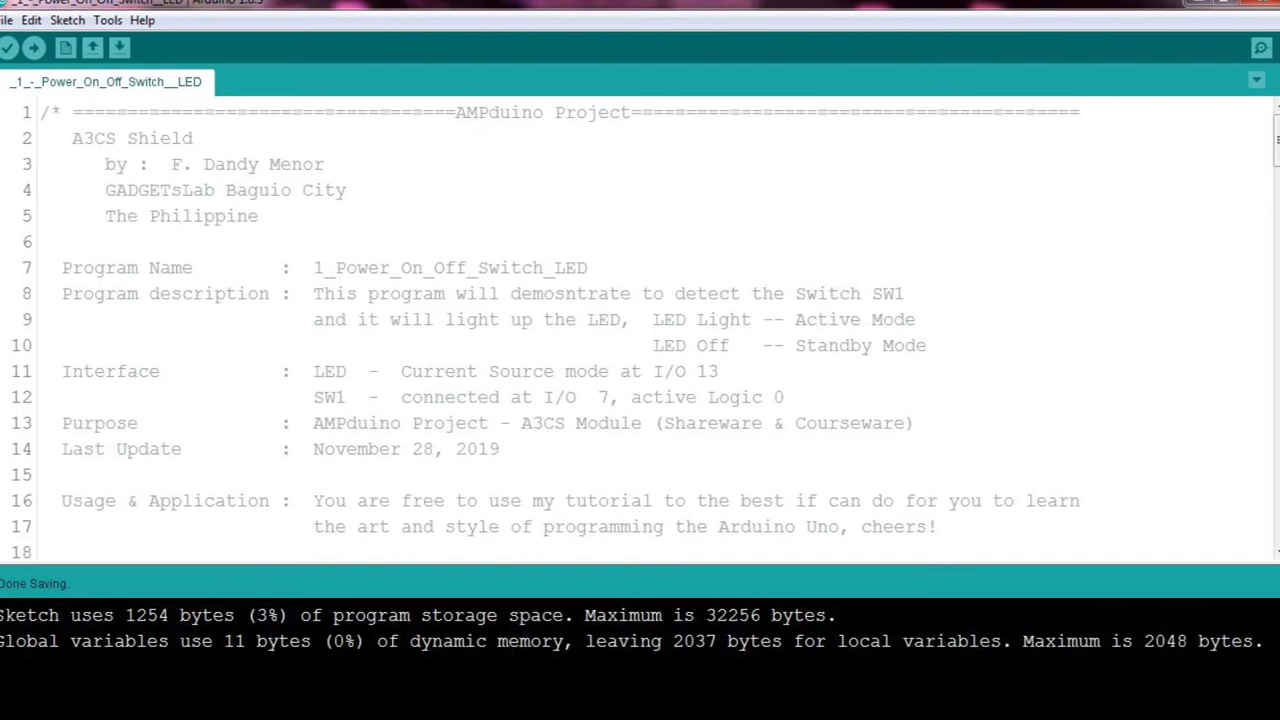 _1_-_Power_On_Off_Switch__LED | Arduino 1.8.5
File Edit Sketch Tools Help
_1_-_Power_On_Off_Switch__LED
1 /* ===================================AMPduino Project=========================================
2 A3CS Shield
3 by : F. Dandy Menor
4 GADGETsLab Baguio City
5 The Philippine
6
7 Program Name : 1_Power_On_Off_Switch_LED
8 Program description : This program will demosntrate to detect the Switch SW1
9 and it will light up the LED, LED Light -- Active Mode
10 LED Off -- Standby Mode
11 Interface : LED - Current Source mode at I/O 13
12 SW1 - connected at I/O 7, active Logic 0
13 Purpose : AMPduino Project - A3CS Module (Shareware & Courseware)
14 Last Update : November 28, 2019
15
16 Usage & Application : You are free to use my tutorial to the best if can do for you to learn
17 the art and style of programming the Arduino Uno, cheers!
18
Done Saving.
Sketch uses 1254 bytes (3%) of program storage space. Maximum is 32256 bytes.
Global variables use 11 bytes (0%) of dynamic memory, leaving 2037 bytes for local variables. Maximum is 2048 bytes.